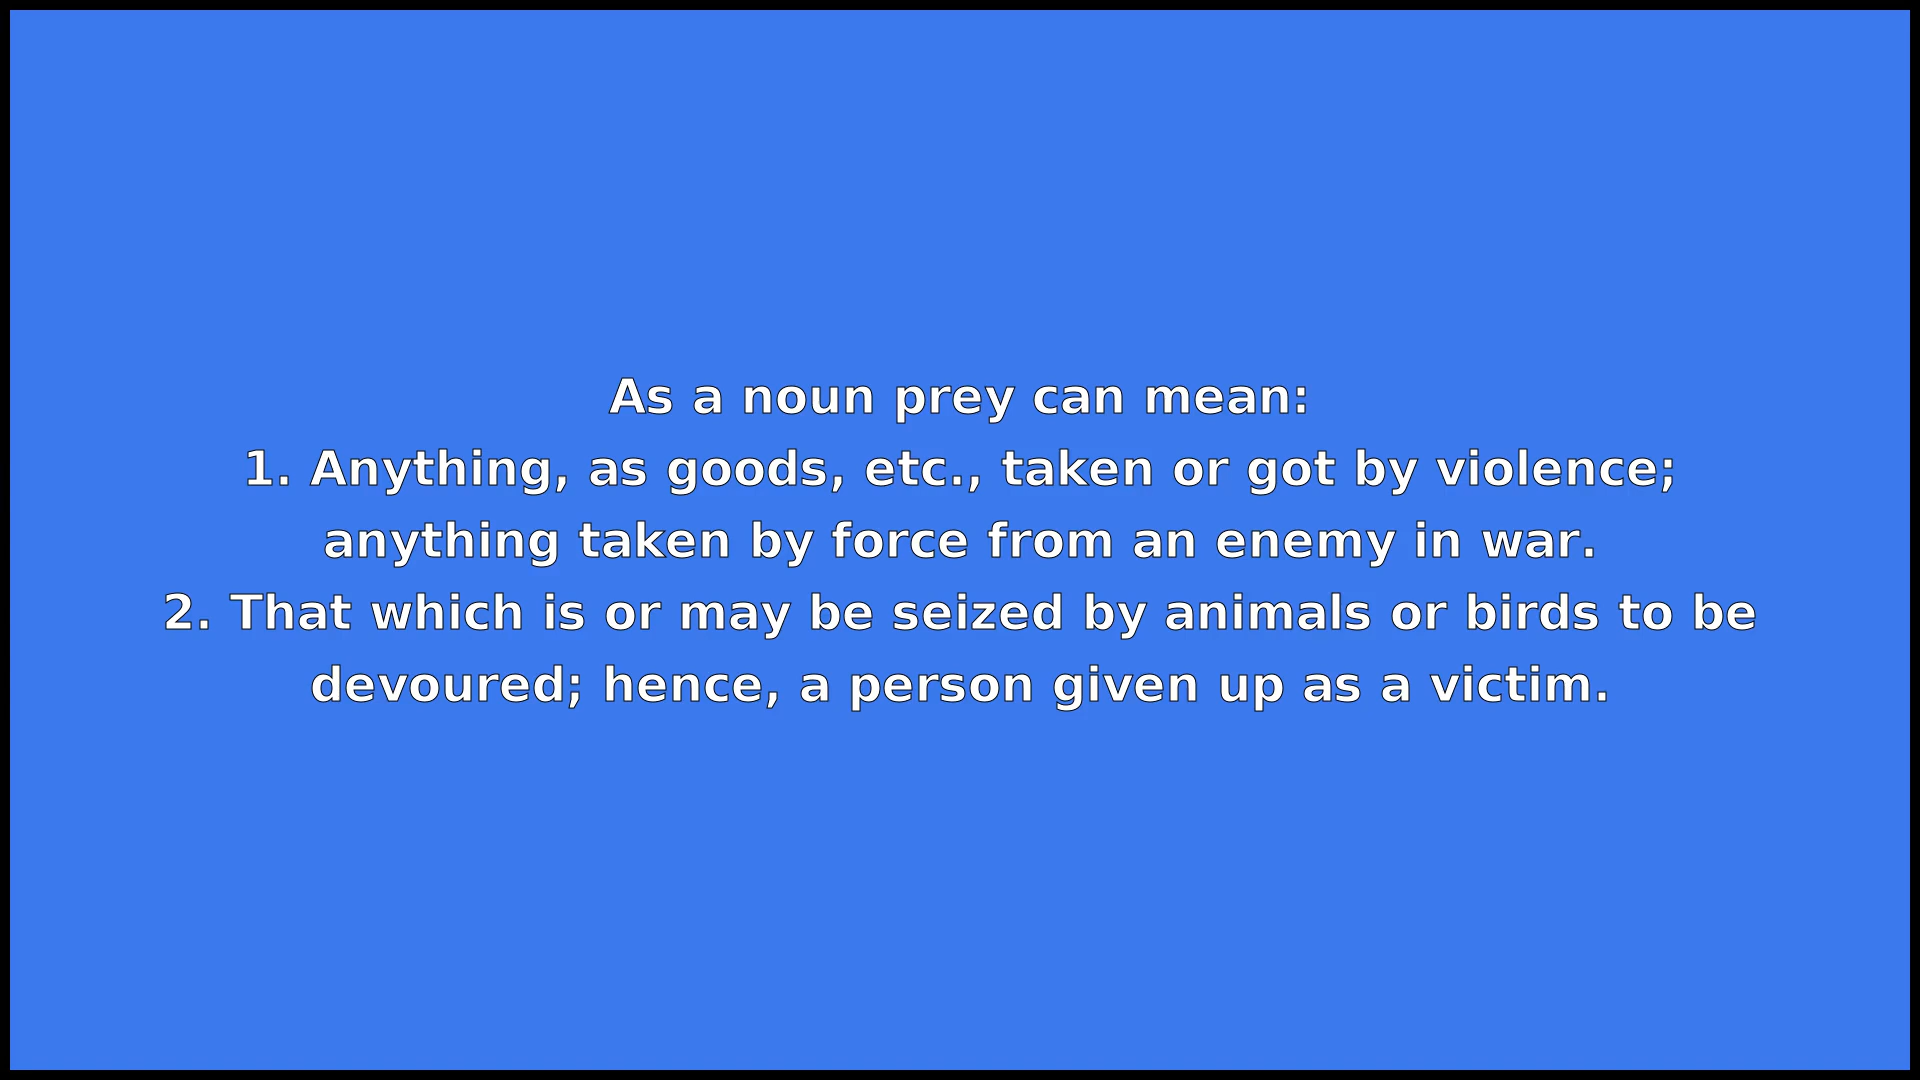 As a noun prey can mean:
1. Anything, as goods, etc., taken or got by violence;
anything taken by force from an enemy in war.
2. That which is or may be seized by animals or birds to be
devoured; hence, a person given up as a victim.